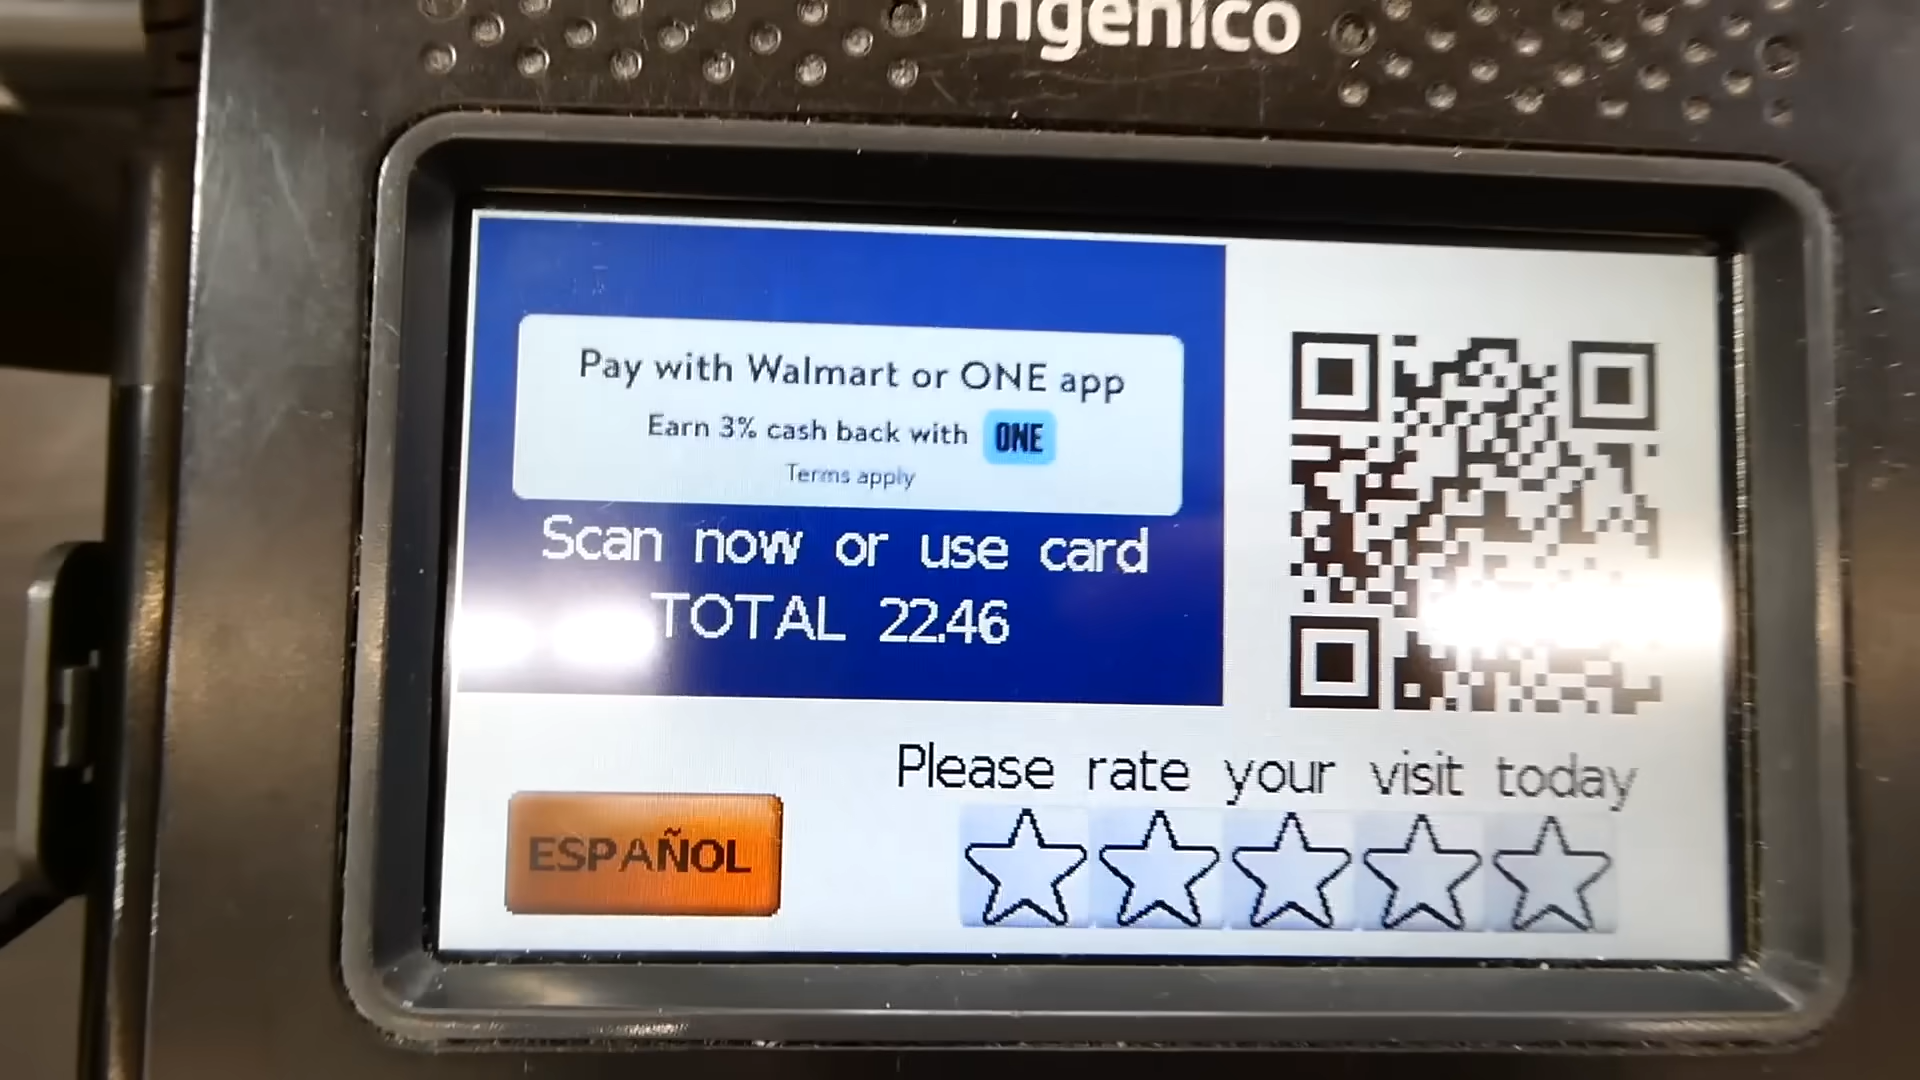 ingenico
Pay with Walmart or ONE app
Earn 3% cash back with ONE
Terms apply
Scan now or use card
TOTAL 22.46
Please rate your visit today
ESPAÑOL